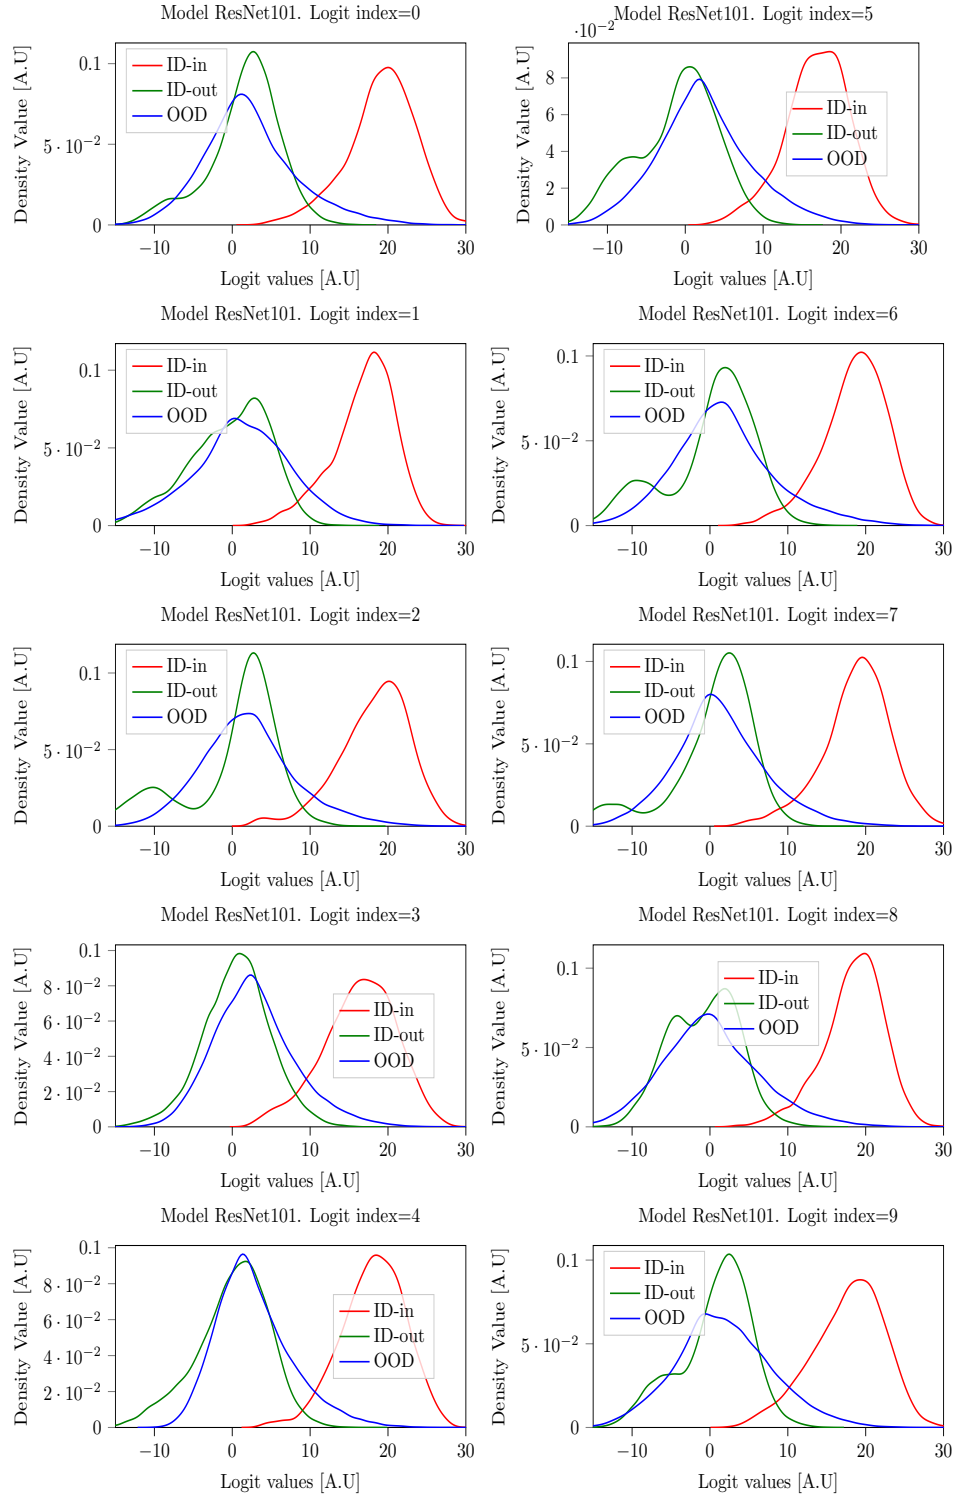 Model ResNet101. Logit index=0
Density Value [A.U]
0.1
5 · 10⁻²
0
ID-in
ID-out
OOD
−10 0 10 20 30
Logit values [A.U]
Model ResNet101. Logit index=5
·10⁻²
Density Value [A.U]
8
6
4
2
0
ID-in
ID-out
OOD
−10 0 10 20 30
Logit values [A.U]
Model ResNet101. Logit index=1
Density Value [A.U]
0.1
5 · 10⁻²
0
ID-in
ID-out
OOD
−10 0 10 20 30
Logit values [A.U]
Model ResNet101. Logit index=6
Density Value [A.U]
0.1
5 · 10⁻²
0
ID-in
ID-out
OOD
−10 0 10 20 30
Logit values [A.U]
Model ResNet101. Logit index=2
Density Value [A.U]
0.1
5 · 10⁻²
0
ID-in
ID-out
OOD
−10 0 10 20 30
Logit values [A.U]
Model ResNet101. Logit index=7
Density Value [A.U]
0.1
5 · 10⁻²
0
ID-in
ID-out
OOD
−10 0 10 20 30
Logit values [A.U]
Model ResNet101. Logit index=3
Density Value [A.U]
0.1
8 · 10⁻²
6 · 10⁻²
4 · 10⁻²
2 · 10⁻²
0
ID-in
ID-out
OOD
−10 0 10 20 30
Logit values [A.U]
Model ResNet101. Logit index=8
Density Value [A.U]
0.1
5 · 10⁻²
0
ID-in
ID-out
OOD
−10 0 10 20 30
Logit values [A.U]
Model ResNet101. Logit index=4
Density Value [A.U]
0.1
8 · 10⁻²
6 · 10⁻²
4 · 10⁻²
2 · 10⁻²
0
ID-in
ID-out
OOD
−10 0 10 20 30
Logit values [A.U]
Model ResNet101. Logit index=9
Density Value [A.U]
0.1
5 · 10⁻²
0
ID-in
ID-out
OOD
−10 0 10 20 30
Logit values [A.U]